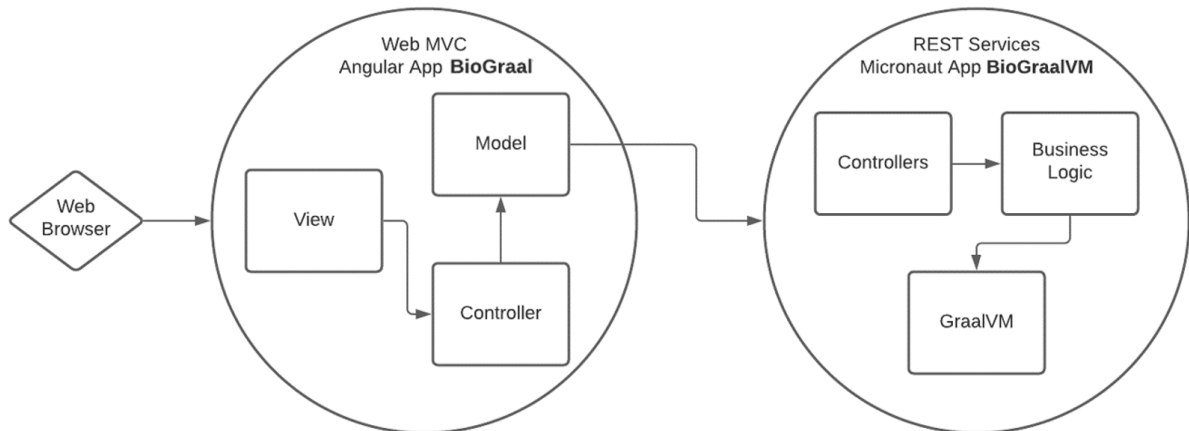 Web
Browser
Web MVC
Angular App BioGraal
Model
View
Controller
REST Services
Micronaut App BioGraalVM
Controllers
Business
Logic
GraalVM